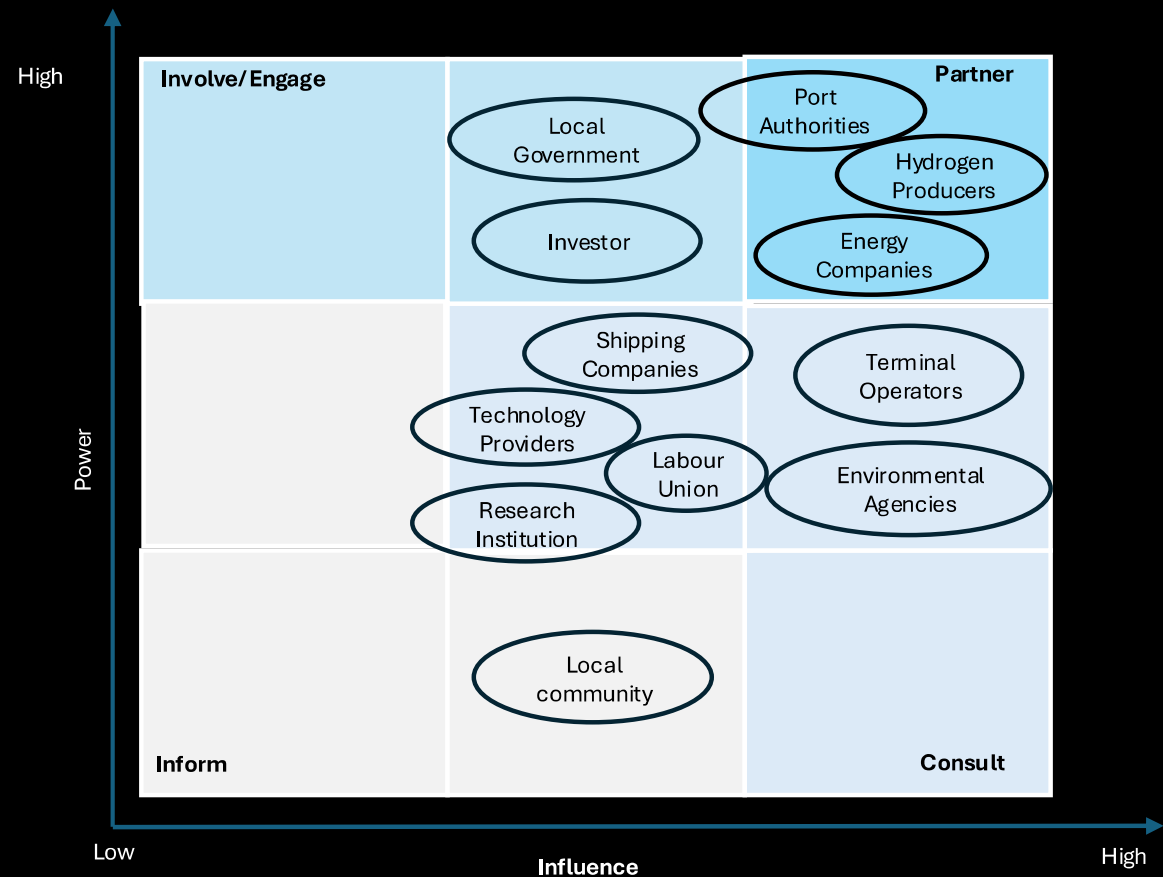 High
Involve/Engage
Partner
Port
Authorities
Local
Government
Hydrogen
Producers
Investor
Energy
Companies
Shipping
Companies
Terminal
Operators
Technology
Providers
Power
Labour
Union
Environmental
Agencies
Research
Institution
Local
community
Inform
Consult
Low
Influence
High